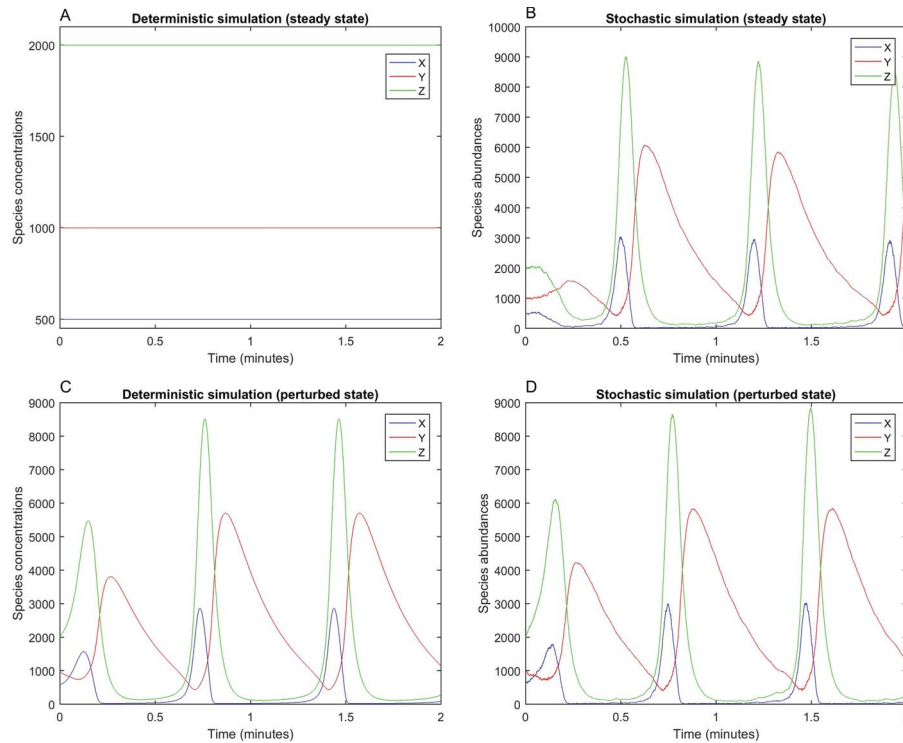 A
Deterministic simulation (steady state)
2000
1500
1000
500
Species concentrations
X
Y
Z
0 0.5 1 1.5 2
Time (minutes)
B
Stochastic simulation (steady state)
10000
9000
8000
7000
6000
5000
4000
3000
2000
1000
0
Species abundances
X
Y
Z
0 0.5 1 1.5
Time (minutes)
C
Deterministic simulation (perturbed state)
9000
8000
7000
6000
5000
4000
3000
2000
1000
0
Species concentrations
X
Y
Z
0 0.5 1 1.5 2
Time (minutes)
D
Stochastic simulation (perturbed state)
9000
8000
7000
6000
5000
4000
3000
2000
1000
0
Species abundances
X
Y
Z
0 0.5 1 1.5
Time (minutes)